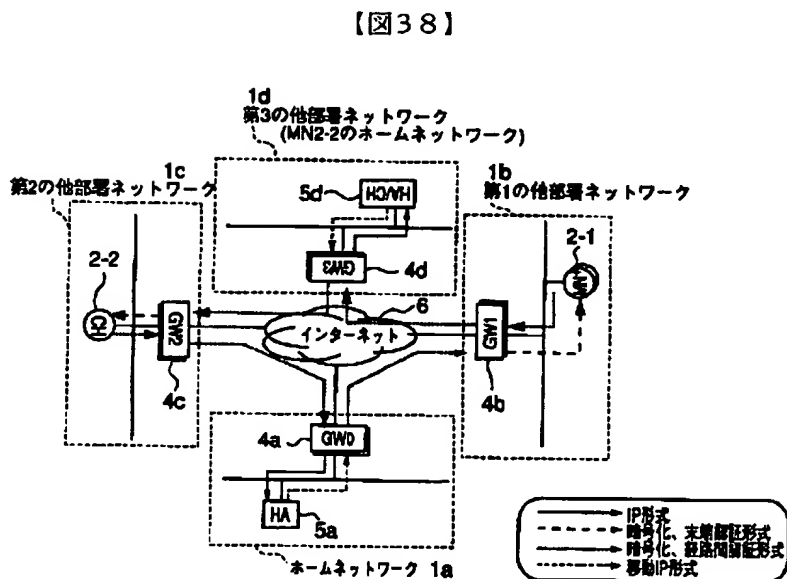 【図38】
1d
第3の他部署ネットワーク
(MN2-2のホームネットワーク)
1c
第2の他部署ネットワーク
1b
第1の他部署ネットワーク
5d
HA/CH
2-1
MN
2-2
CH
GW3
4d
6
インターネット
GW2
4c
GW1
4b
4a
GW0
HA
5a
ホームネットワーク 1a
IP形式
暗号化、末端認証形式
暗号化、経路間認証形式
移動IP形式